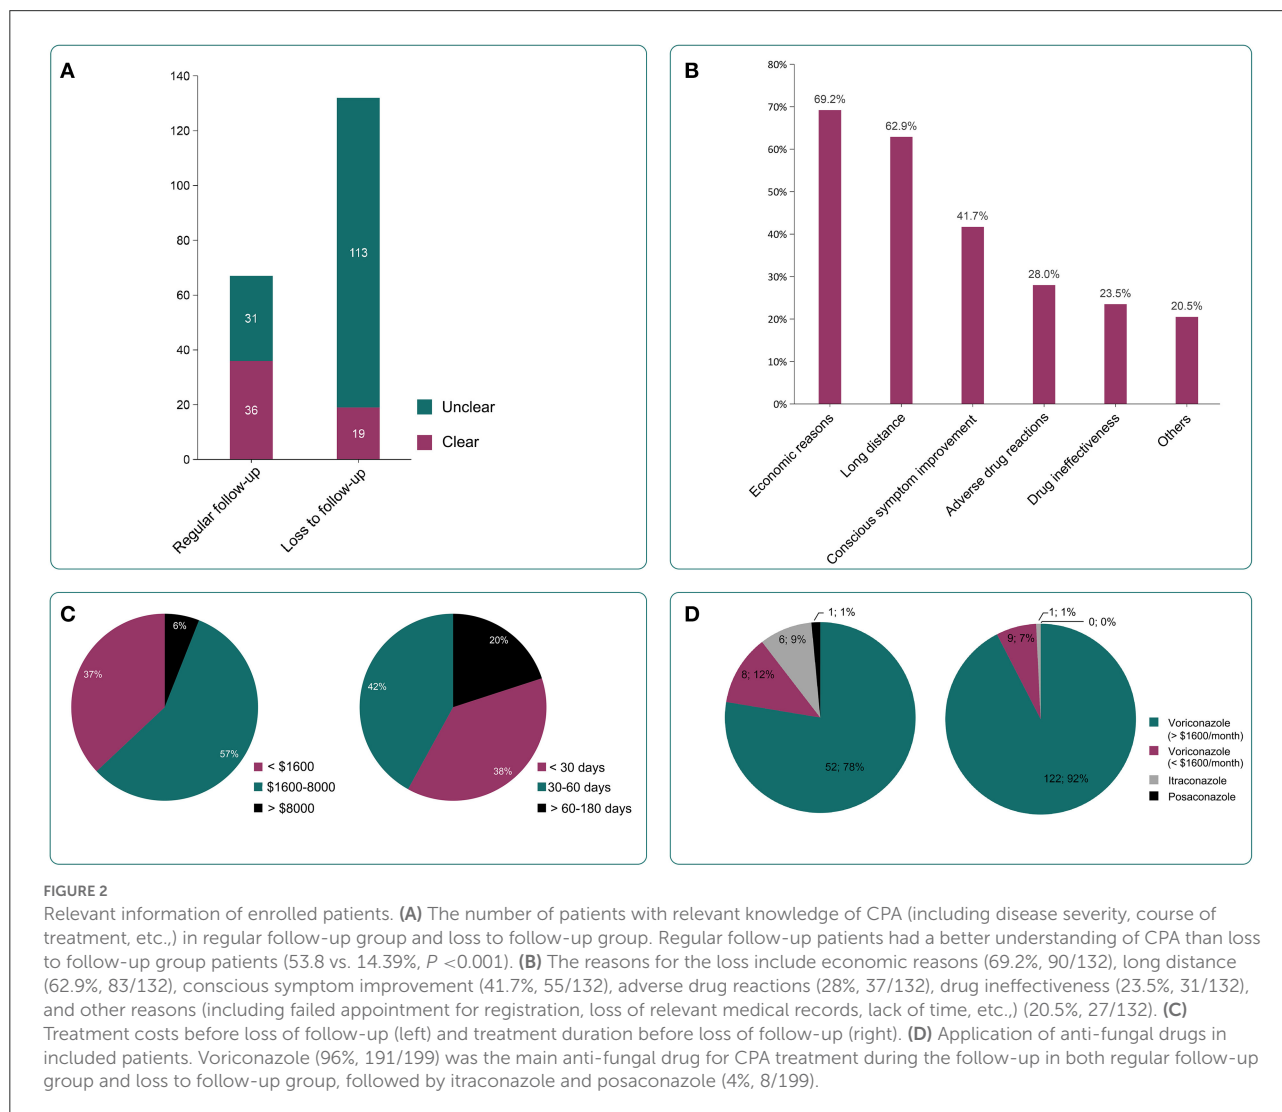 A
140
120
100
80
60
40
20
0
31
36
113
19
Unclear
Clear
Regular follow-up
Loss to follow-up
B
80%
70%
60%
50%
40%
30%
20%
10%
0%
69.2%
62.9%
41.7%
28.0%
23.5%
20.5%
Economic reasons
Long distance
Conscious symptom improvement
Adverse drug reactions
Drug ineffectiveness
Others
C
6%
37%
57%
< $1600
$1600-8000
> $8000
20%
42%
38%
< 30 days
30-60 days
> 60-180 days
D
1; 1%
6; 9%
8; 12%
52; 78%
1; 1%
0; 0%
9; 7%
122; 92%
Voriconazole
(> $1600/month)
Voriconazole
(< $1600/month)
Itraconazole
Posaconazole
FIGURE 2
Relevant information of enrolled patients. (A) The number of patients with relevant knowledge of CPA (including disease severity, course of
treatment, etc.,) in regular follow-up group and loss to follow-up group. Regular follow-up patients had a better understanding of CPA than loss
to follow-up group patients (53.8 vs. 14.39%, P <0.001). (B) The reasons for the loss include economic reasons (69.2%, 90/132), long distance
(62.9%, 83/132), conscious symptom improvement (41.7%, 55/132), adverse drug reactions (28%, 37/132), drug ineffectiveness (23.5%, 31/132),
and other reasons (including failed appointment for registration, loss of relevant medical records, lack of time, etc.,) (20.5%, 27/132). (C)
Treatment costs before loss of follow-up (left) and treatment duration before loss of follow-up (right). (D) Application of anti-fungal drugs in
included patients. Voriconazole (96%, 191/199) was the main anti-fungal drug for CPA treatment during the follow-up in both regular follow-up
group and loss to follow-up group, followed by itraconazole and posaconazole (4%, 8/199).